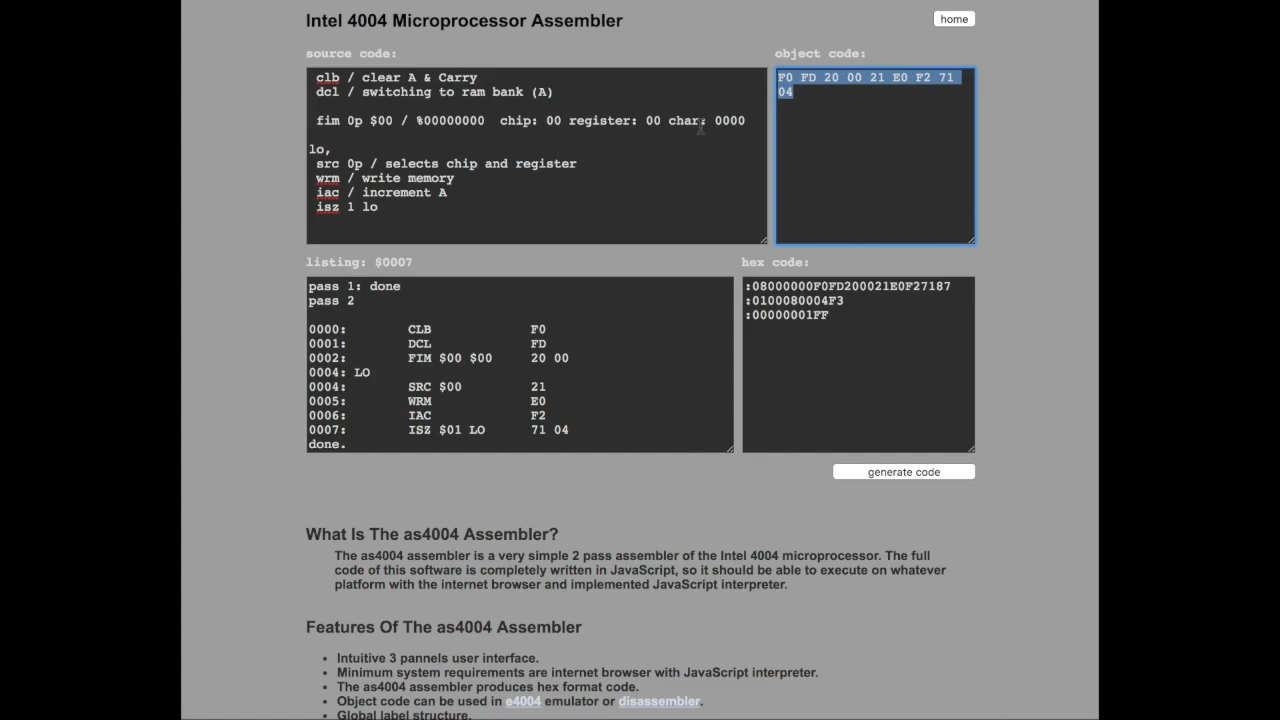 Intel 4004 Microprocessor Assembler
home
source code:
object code:
clb / clear A & Carry
dcl / switching to ram bank (A)
fim 0p $00 / %00000000  chip: 00 register: 00 char: 0000
lo,
src 0p / selects chip and register
wrm / write memory
iac / increment A
isz 1 lo
F0 FD 20 00 21 E0 F2 71
04
listing: $0007
hex code:
pass 1: done
pass 2
0000: CLB F0
0001: DCL FD
0002: FIM $00 $00 20 00
0004: LO
0004: SRC $00 21
0005: WRM E0
0006: IAC F2
0007: ISZ $01 LO 71 04
done.
:08000000F0FD200021E0F27187
:0100080004F3
:00000001FF
generate code
What Is The as4004 Assembler?
The as4004 assembler is a very simple 2 pass assembler of the Intel 4004 microprocessor. The full
code of this software is completely written in JavaScript, so it should be able to execute on whatever
platform with the internet browser and implemented JavaScript interpreter.
Features Of The as4004 Assembler
• Intuitive 3 pannels user interface.
• Minimum system requirements are internet browser with JavaScript interpreter.
• The as4004 assembler produces hex format code.
• Object code can be used in e4004 emulator or disassembler.
• Global label structure.